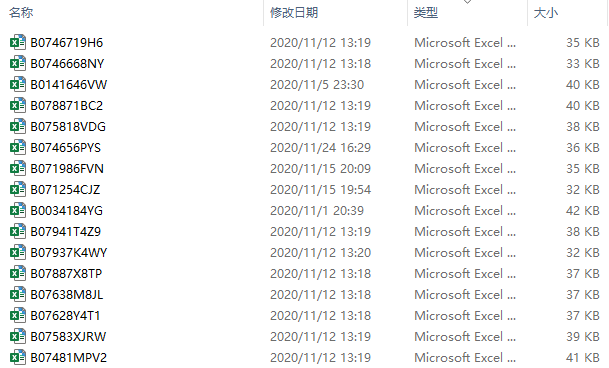 名称 修改日期 类型 大小
B0746719H6 2020/11/12 13:19 Microsoft Excel ... 35 KB
B0746668NY 2020/11/12 13:18 Microsoft Excel ... 33 KB
B0141646VW 2020/11/5 23:30 Microsoft Excel ... 40 KB
B078871BC2 2020/11/12 13:19 Microsoft Excel ... 40 KB
B075818VDG 2020/11/12 13:19 Microsoft Excel ... 38 KB
B074656PYS 2020/11/24 16:29 Microsoft Excel ... 36 KB
B071986FVN 2020/11/15 20:09 Microsoft Excel ... 35 KB
B071254CJZ 2020/11/15 19:54 Microsoft Excel ... 32 KB
B0034184YG 2020/11/1 20:39 Microsoft Excel ... 42 KB
B07941T4Z9 2020/11/12 13:19 Microsoft Excel ... 38 KB
B07937K4WY 2020/11/12 13:20 Microsoft Excel ... 32 KB
B07887X8TP 2020/11/12 13:18 Microsoft Excel ... 37 KB
B07638M8JL 2020/11/12 13:18 Microsoft Excel ... 37 KB
B07628Y4T1 2020/11/12 13:18 Microsoft Excel ... 37 KB
B07583XJRW 2020/11/12 13:19 Microsoft Excel ... 39 KB
B07481MPV2 2020/11/12 13:19 Microsoft Excel ... 41 KB